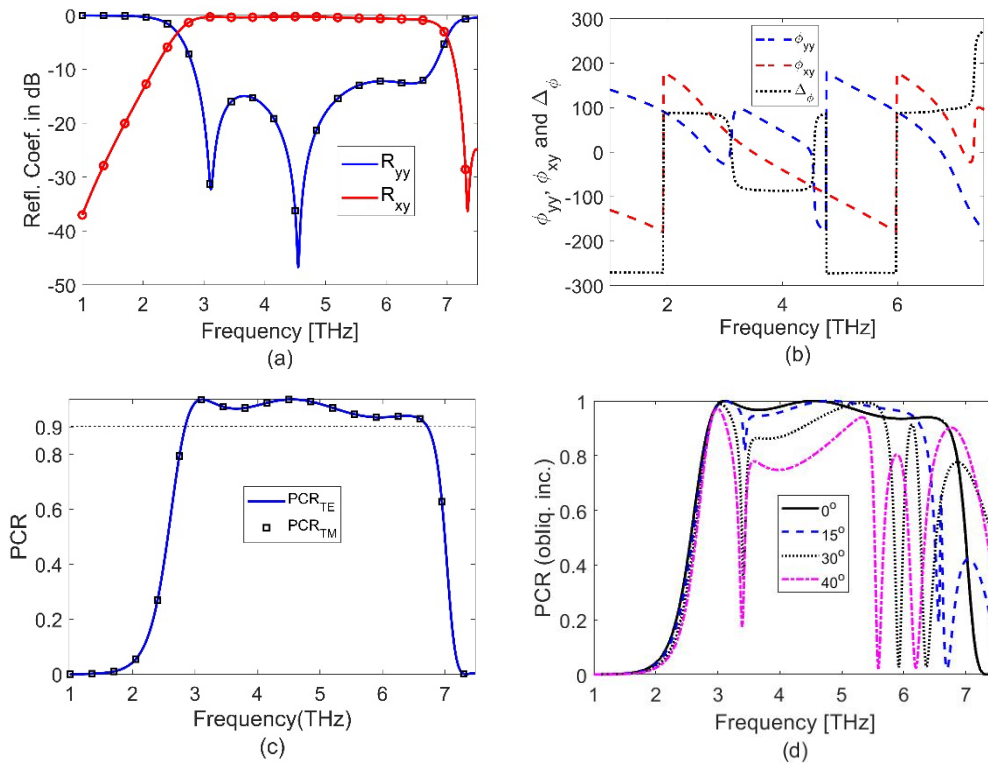 0
-10
-20
-30
-40
-50
Refl. Coef. in dB
R_yy
R_xy
1 2 3 4 5 6 7
Frequency [THz]
(a)
300
200
100
0
-100
-200
-300
ϕ_yy, ϕ_xy and Δ_ϕ
ϕ_yy
ϕ_xy
Δ_ϕ
2 4 6
Frequency [THz]
(b)
0.9
0.8
0.6
0.4
0.2
0
PCR
PCR_TE
PCR_TM
1 2 3 4 5 6 7
Frequency(THz)
(c)
1
0.8
0.6
0.4
0.2
0
PCR (obliq. inc.)
0°
15°
30°
40°
1 2 3 4 5 6 7
Frequency [THz]
(d)